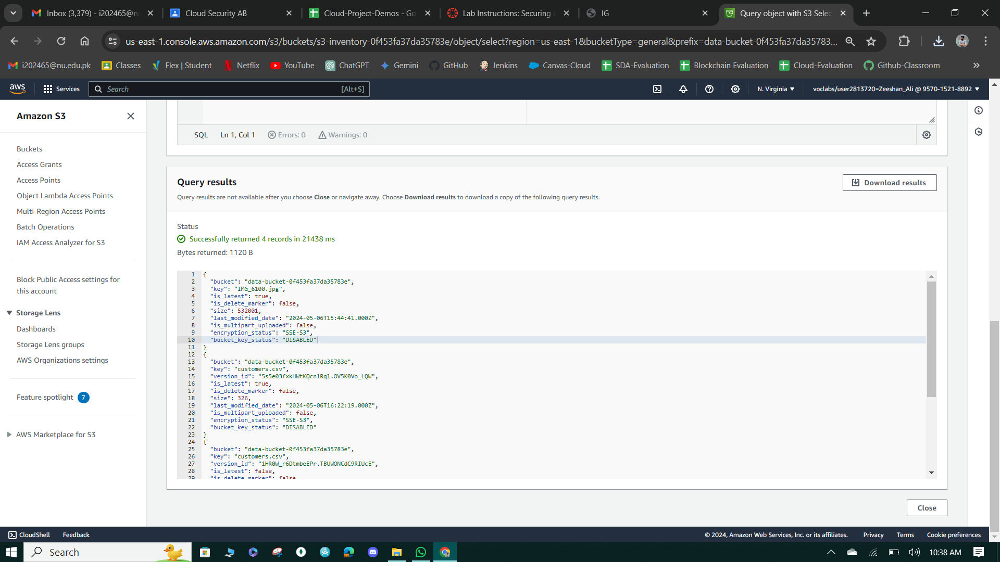 Inbox (3,379) - i202465@n
Cloud Security AB
Cloud-Project-Demos - Go
Lab Instructions: Securing a
IG
Query object with S3 Selec
us-east-1.console.aws.amazon.com/s3/buckets/s3-inventory-0f453fa37da35783e/object/select?region=us-east-1&bucketType=general&prefix=data-bucket-0f453fa37da35783...
i202465@nu.edu.pk
Classes
Flex | Student
Netflix
YouTube
ChatGPT
Gemini
GitHub
Jenkins
Canvas-Cloud
SDA-Evaluation
Blockchain Evaluation
Cloud-Evaluation
Github-Classroom
aws
Services
Search
[Alt+S]
N. Virginia
voclabs/user2813720=Zeeshan_Ali @ 9570-1521-8892
Amazon S3
Buckets
Access Grants
Access Points
Object Lambda Access Points
Multi-Region Access Points
Batch Operations
IAM Access Analyzer for S3
Block Public Access settings for
this account
Storage Lens
Dashboards
Storage Lens groups
AWS Organizations settings
Feature spotlight 7
AWS Marketplace for S3
SQL Ln 1, Col 1 Errors: 0 Warnings: 0
Query results
Download results
Query results are not available after you choose Close or navigate away. Choose Download results to download a copy of the following query results.
Status
Successfully returned 4 records in 21438 ms
Bytes returned: 1120 B
1 {
2 "bucket": "data-bucket-0f453fa37da35783e",
3 "key": "IMG_6100.jpg",
4 "is_latest": true,
5 "is_delete_marker": false,
6 "size": 532001,
7 "last_modified_date": "2024-05-06T15:44:41.000Z",
8 "is_multipart_uploaded": false,
9 "encryption_status": "SSE-S3",
10 "bucket_key_status": "DISABLED"
11 }
12 {
13 "bucket": "data-bucket-0f453fa37da35783e",
14 "key": "customers.csv",
15 "version_id": "5s5e03fxkHWtKQcn1Rql.OV5K0Vo_LQW",
16 "is_latest": true,
17 "is_delete_marker": false,
18 "size": 326,
19 "last_modified_date": "2024-05-06T16:22:19.000Z",
20 "is_multipart_uploaded": false,
21 "encryption_status": "SSE-S3",
22 "bucket_key_status": "DISABLED"
23 }
24 {
25 "bucket": "data-bucket-0f453fa37da35783e",
26 "key": "customers.csv",
27 "version_id": "1HR0W_r6DtmbeEPr.TBUWONCdC9RIUcE",
28 "is_latest": false,
29 "is_delete_marker": false
Close
CloudShell
Feedback
© 2024, Amazon Web Services, Inc. or its affiliates.
Privacy
Terms
Cookie preferences
Search
10:38 AM